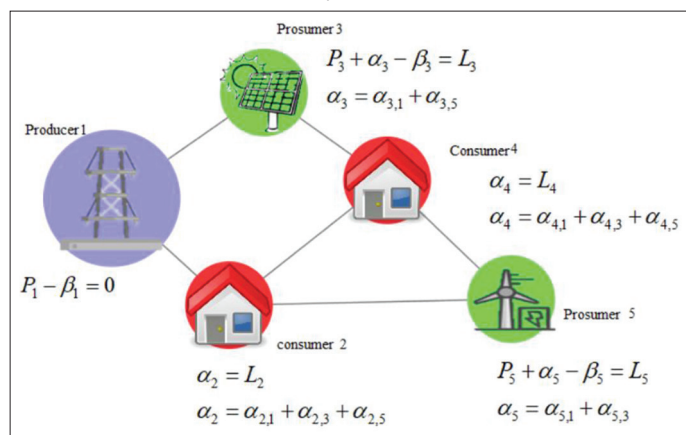 Prosumer 3
P₃ + α₃ − β₃ = L₃
α₃ = α₃,₁ + α₃,₅
Producer 1
P₁ − β₁ = 0
Consumer 4
α₄ = L₄
α₄ = α₄,₁ + α₄,₃ + α₄,₅
consumer 2
α₂ = L₂
α₂ = α₂,₁ + α₂,₃ + α₂,₅
Prosumer 5
P₅ + α₅ − β₅ = L₅
α₅ = α₅,₁ + α₅,₃